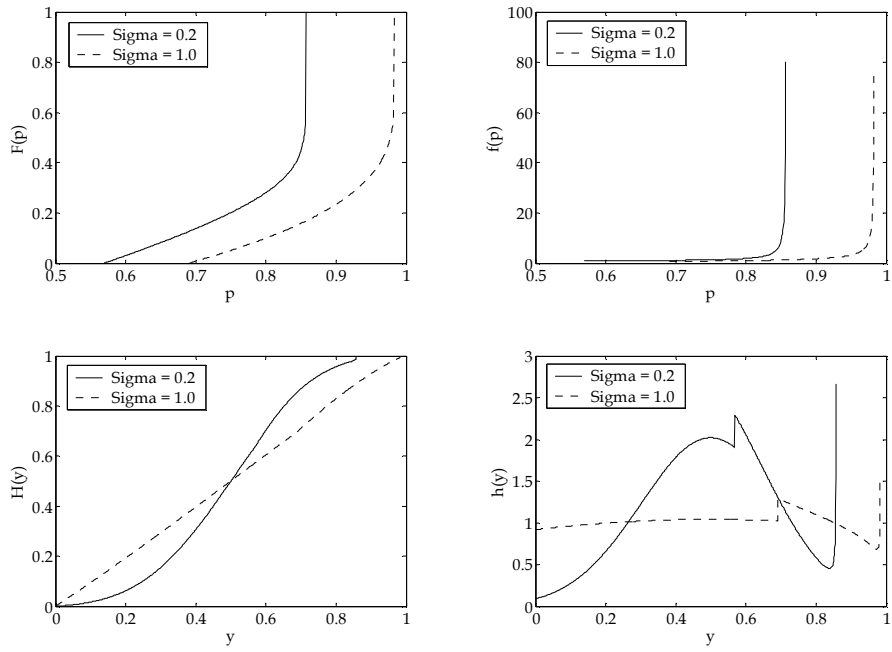 1
0.8
0.6
0.4
0.2
0
F(p)
Sigma = 0.2
Sigma = 1.0
0.5 0.6 0.7 0.8 0.9 1
p
100
80
60
40
20
0
f(p)
Sigma = 0.2
Sigma = 1.0
0.5 0.6 0.7 0.8 0.9 1
p
1
0.8
0.6
0.4
0.2
0
H(y)
Sigma = 0.2
Sigma = 1.0
0 0.2 0.4 0.6 0.8 1
y
3
2.5
2
1.5
1
0.5
0
h(y)
Sigma = 0.2
Sigma = 1.0
0 0.2 0.4 0.6 0.8 1
y